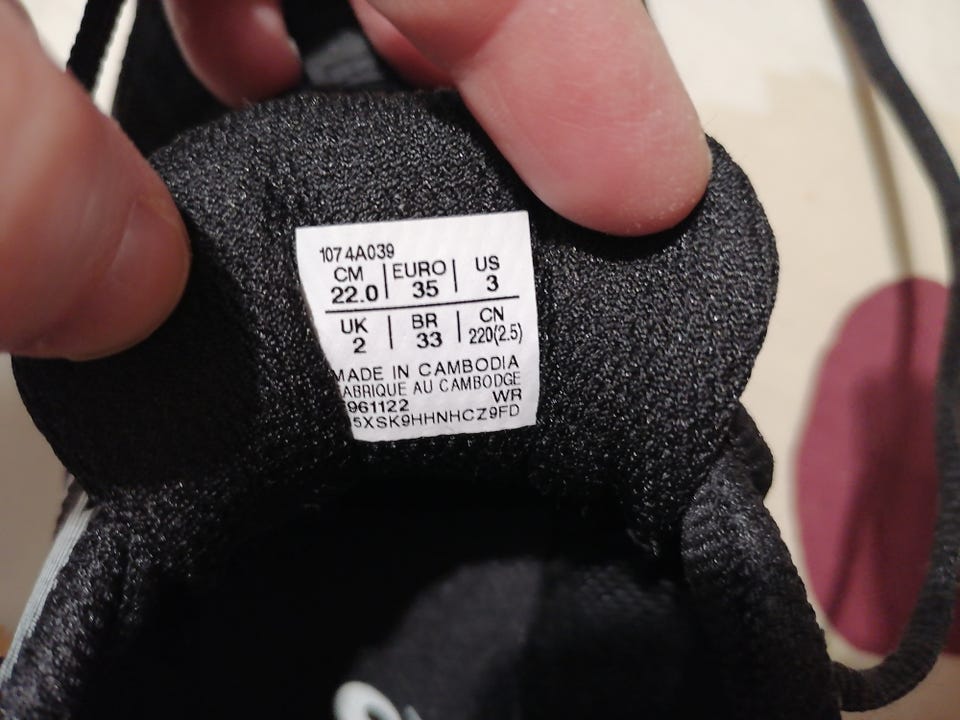 1074A039
CM | EURO | US
22.0 | 35 | 3
UK | BR | CN
2 | 33 | 220(2.5)
MADE IN CAMBODIA
FABRIQUE AU CAMBODGE
961122 WR
5XSK9HHNHCZ9FD